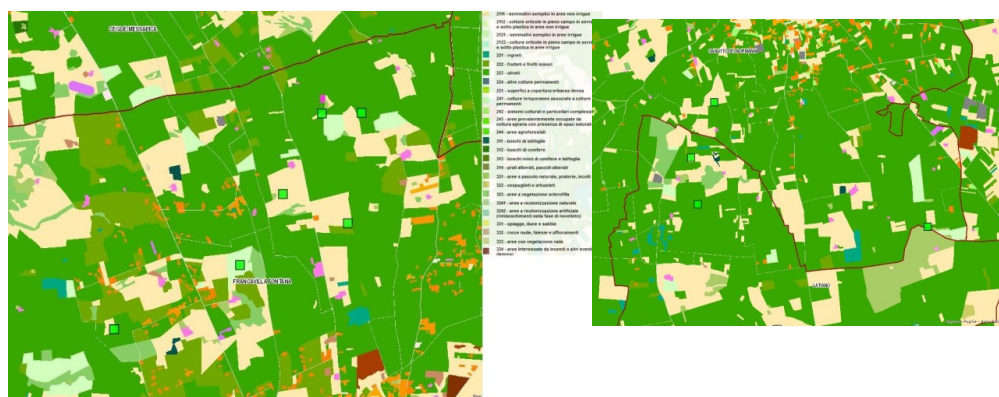 CEGLIE MESSAPICA
FRANCAVILLA FONTANA
2111 - seminativi semplici in aree non irrigue
2112 - colture orticole in pieno campo in serra
e sotto plastica in aree non irrigue
2121 - seminativi semplici in aree irrigue
2123 - colture orticole in pieno campo in serra
e sotto plastica in aree irrigue
221 - vigneti
222 - frutteti e frutti minori
223 - uliveti
224 - altre colture permanenti
231 - superfici a copertura erbacea densa
241 - colture temporanee associate a colture
permanenti
242 - sistemi colturali e particellari complessi
243 - aree prevalentemente occupate da
coltura agrarie con presenza di spazi naturali
244 - aree agroforestali
311 - boschi di latifoglie
312 - boschi di conifere
313 - boschi misti di conifere e latifoglie
314 - prati alberati, pascoli alberati
321 - aree a pascolo naturale, praterie, incolti
322 - cespuglieti e arbusteti
323 - aree a vegetazione sclerofilla
3241 - aree a ricolonizzazione naturale
3242 - aree a ricolonizzazione artificiale
(rimboschimenti nella fase di novelleto)
331 - spiagge, dune e sabbie
332 - rocce nude, falesie e affioramenti
333 - aree con vegetazione rada
334 - aree interessate da incendi o altri eventi
dannosi
SAN VITO DEI NORMANNI
LATIANO